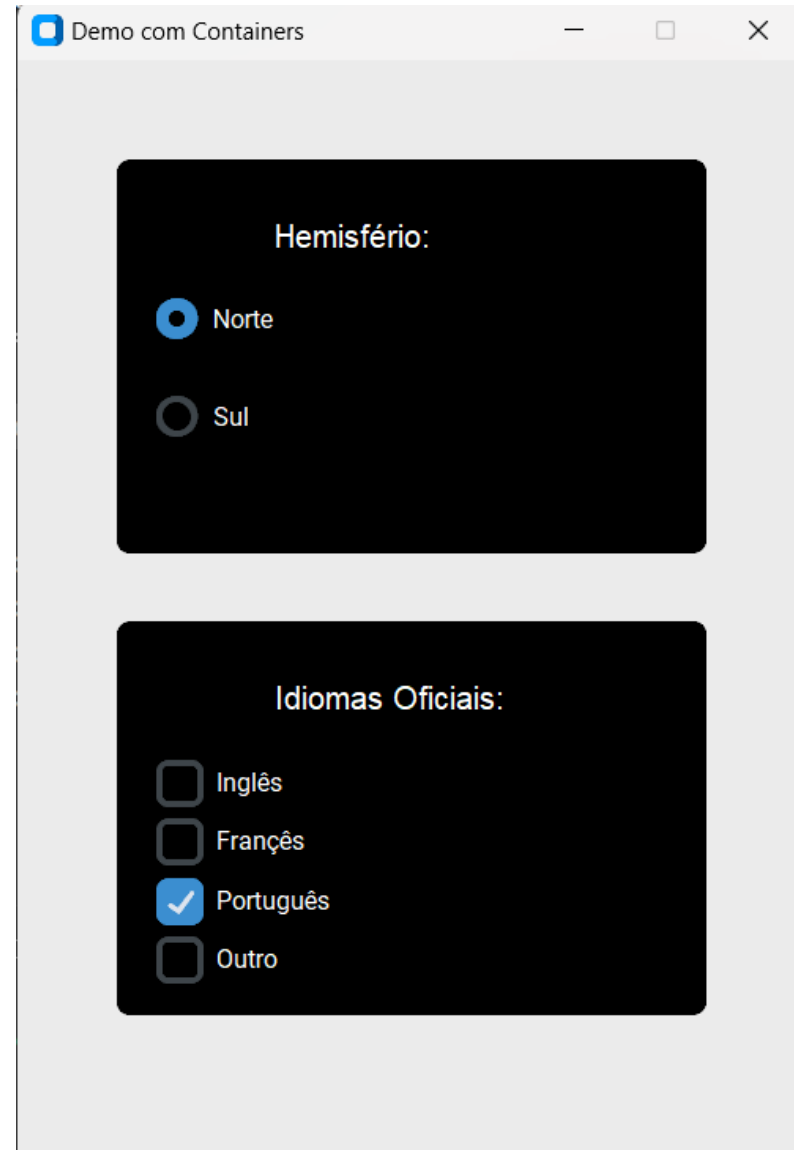 Demo com Containers
Hemisfério:
Norte
Sul
Idiomas Oficiais:
Inglês
Françês
Português
Outro